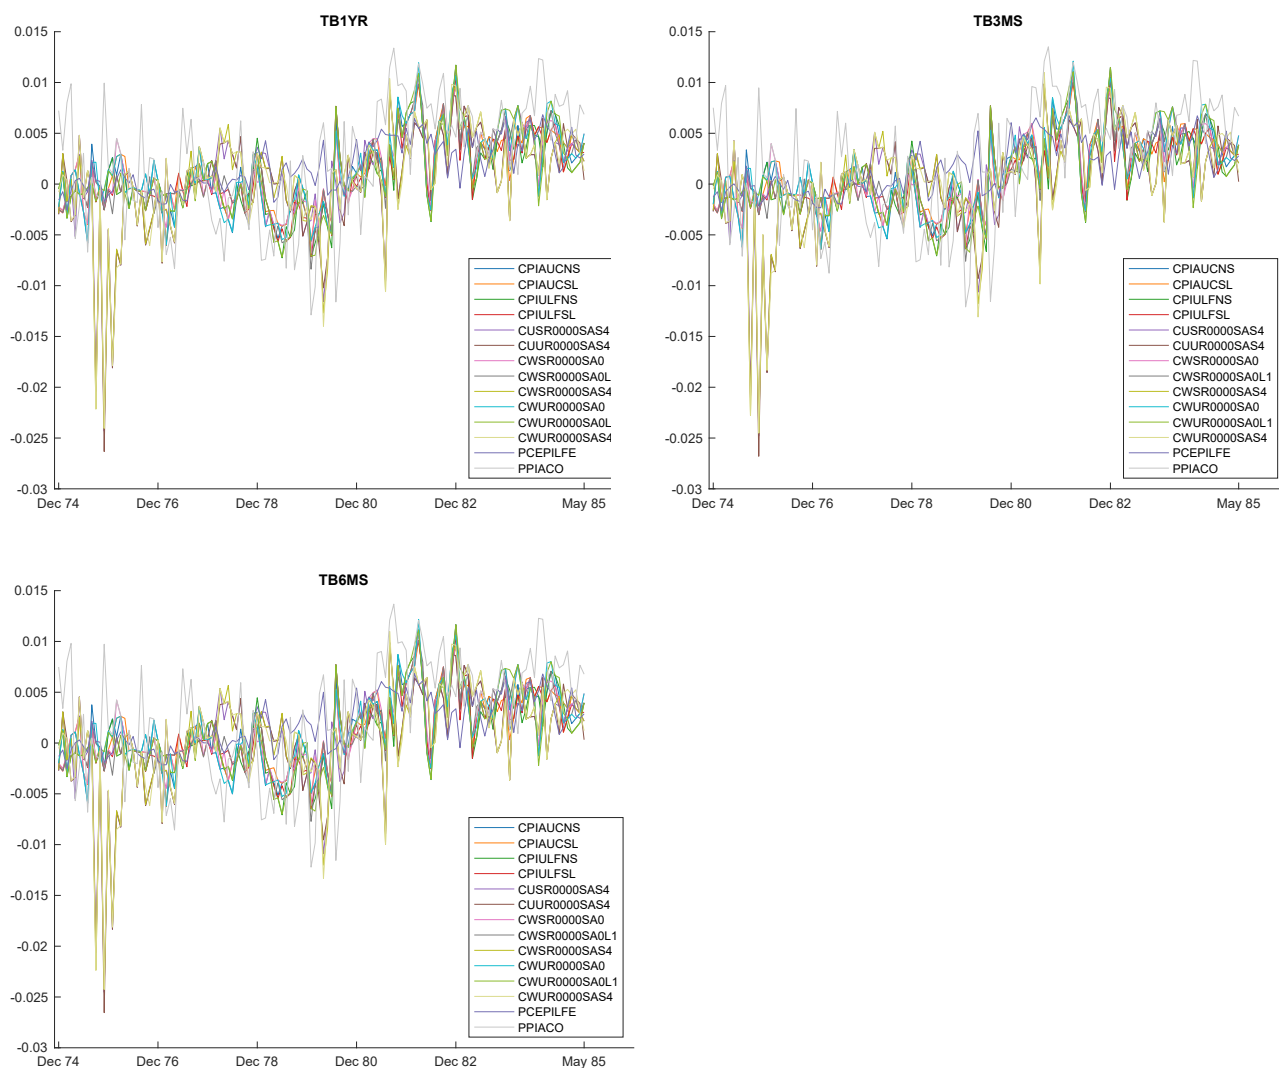 TB1YR
0.015
0.01
0.005
0
-0.005
-0.01
-0.015
-0.02
-0.025
-0.03
Dec 74 Dec 76 Dec 78 Dec 80 Dec 82 May 85
CPIAUCNS
CPIAUCSL
CPIULFNS
CPIULFSL
CUSR0000SAS4
CUUR0000SAS4
CWSR0000SA0
CWSR0000SA0L
CWSR0000SAS4
CWUR0000SA0
CWUR0000SA0L
CWUR0000SAS4
PCEPILFE
PPIACO
TB3MS
0.015
0.01
0.005
0
-0.005
-0.01
-0.015
-0.02
-0.025
-0.03
Dec 74 Dec 76 Dec 78 Dec 80 Dec 82 May 85
CPIAUCNS
CPIAUCSL
CPIULFNS
CPIULFSL
CUSR0000SAS4
CUUR0000SAS4
CWSR0000SA0
CWSR0000SA0L1
CWSR0000SAS4
CWUR0000SA0
CWUR0000SA0L1
CWUR0000SAS4
PCEPILFE
PPIACO
TB6MS
0.015
0.01
0.005
0
-0.005
-0.01
-0.015
-0.02
-0.025
-0.03
Dec 74 Dec 76 Dec 78 Dec 80 Dec 82 May 85
CPIAUCNS
CPIAUCSL
CPIULFNS
CPIULFSL
CUSR0000SAS4
CUUR0000SAS4
CWSR0000SA0
CWSR0000SA0L1
CWSR0000SAS4
CWUR0000SA0
CWUR0000SA0L1
CWUR0000SAS4
PCEPILFE
PPIACO